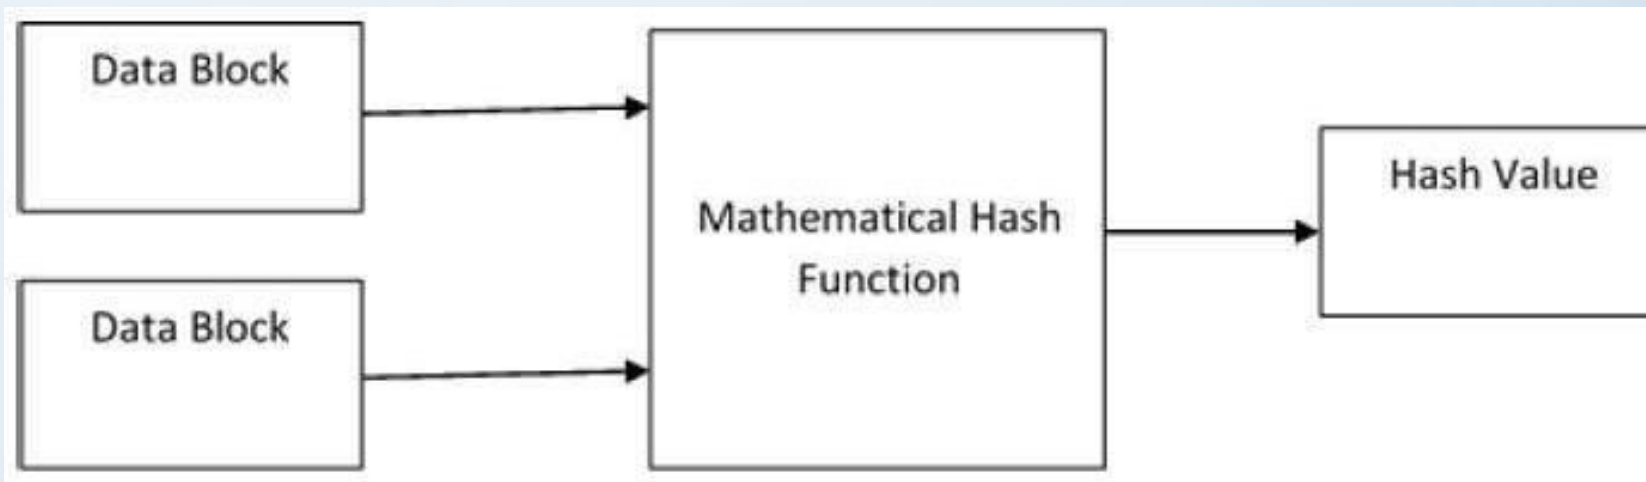 Data Block
Data Block
Mathematical Hash
Function
Hash Value